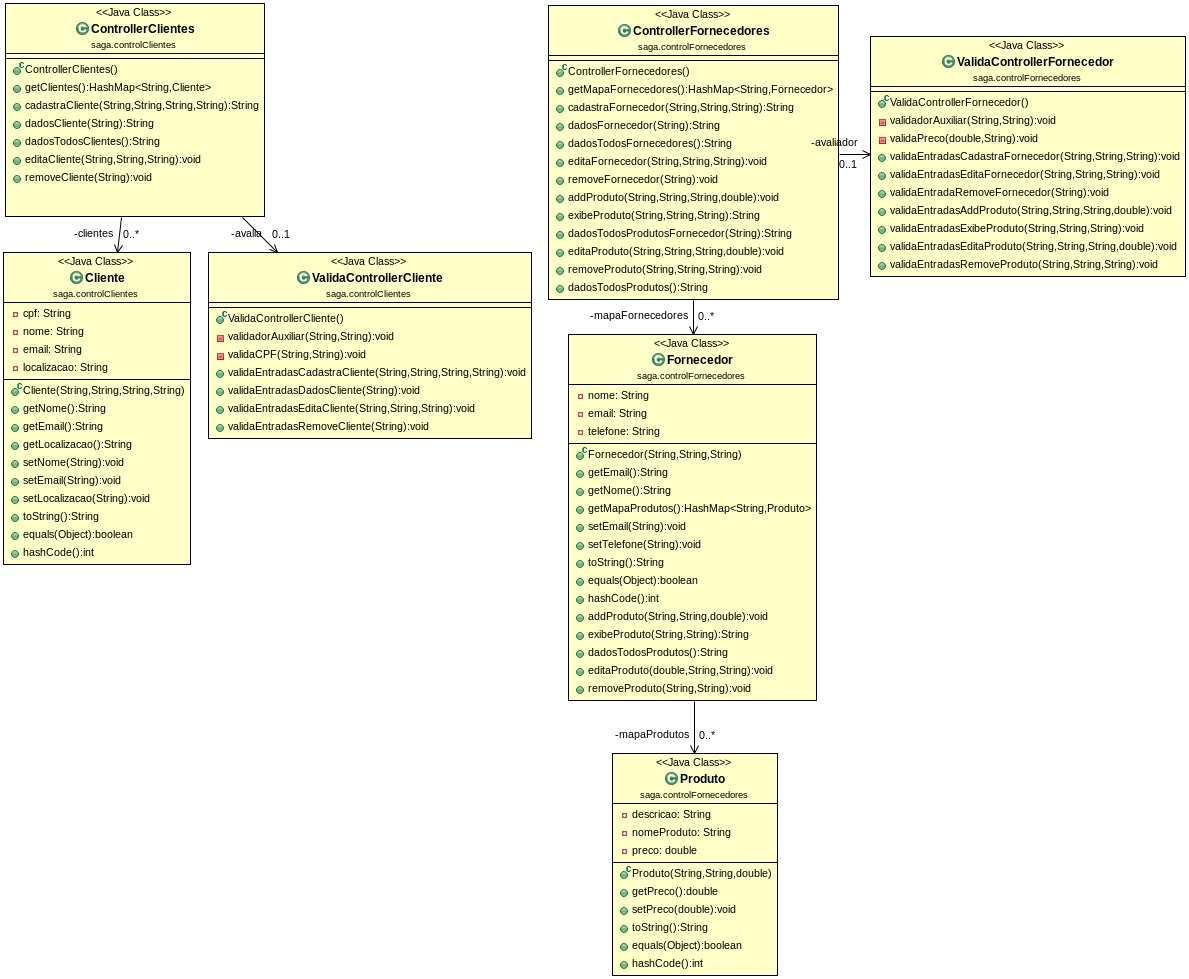 <<Java Class>>
ControllerClientes
saga.controlClientes
ControllerClientes()
getClientes():HashMap<String,Cliente>
cadastraCliente(String,String,String,String):String
dadosCliente(String):String
dadosTodosClientes():String
editaCliente(String,String,String):void
removeCliente(String):void
-clientes
0..*
-avalia
0..1
<<Java Class>>
Cliente
saga.controlClientes
cpf: String
nome: String
email: String
localizacao: String
Cliente(String,String,String,String)
getNome():String
getEmail():String
getLocalizacao():String
setNome(String):void
setEmail(String):void
setLocalizacao(String):void
toString():String
equals(Object):boolean
hashCode():int
<<Java Class>>
ValidaControllerCliente
saga.controlClientes
ValidaControllerCliente()
validadorAuxiliar(String,String):void
validaCPF(String,String):void
validaEntradasCadastraCliente(String,String,String,String):void
validaEntradasDadosCliente(String):void
validaEntradasEditaCliente(String,String,String):void
validaEntradasRemoveCliente(String):void
<<Java Class>>
ControllerFornecedores
saga.controlFornecedores
ControllerFornecedores()
getMapaFornecedores():HashMap<String,Fornecedor>
cadastraFornecedor(String,String,String):String
dadosFornecedor(String):String
dadosTodosFornecedores():String
editaFornecedor(String,String,String):void
removeFornecedor(String):void
addProduto(String,String,String,double):void
exibeProduto(String,String,String):String
dadosTodosProdutosFornecedor(String):String
editaProduto(String,String,String,double):void
removeProduto(String,String,String):void
dadosTodosProdutos():String
-avaliador
0..1
<<Java Class>>
ValidaControllerFornecedor
saga.controlFornecedores
ValidaControllerFornecedor()
validadorAuxiliar(String,String):void
validaPreco(double,String):void
validaEntradasCadastraFornecedor(String,String,String):void
validaEntradasEditaFornecedor(String,String,String):void
validaEntradaRemoveFornecedor(String):void
validaEntradasAddProduto(String,String,String,double):void
validaEntradasExibeProduto(String,String,String):void
validaEntradasEditaProduto(String,String,String,double):void
validaEntradasRemoveProduto(String,String,String):void
-mapaFornecedores
0..*
<<Java Class>>
Fornecedor
saga.controlFornecedores
nome: String
email: String
telefone: String
Fornecedor(String,String,String)
getEmail():String
getNome():String
getMapaProdutos():HashMap<String,Produto>
setEmail(String):void
setTelefone(String):void
toString():String
equals(Object):boolean
hashCode():int
addProduto(String,String,double):void
exibeProduto(String,String):String
dadosTodosProdutos():String
editaProduto(double,String,String):void
removeProduto(String,String):void
-mapaProdutos
0..*
<<Java Class>>
Produto
saga.controlFornecedores
descricao: String
nomeProduto: String
preco: double
Produto(String,String,double)
getPreco():double
setPreco(double):void
toString():String
equals(Object):boolean
hashCode():int